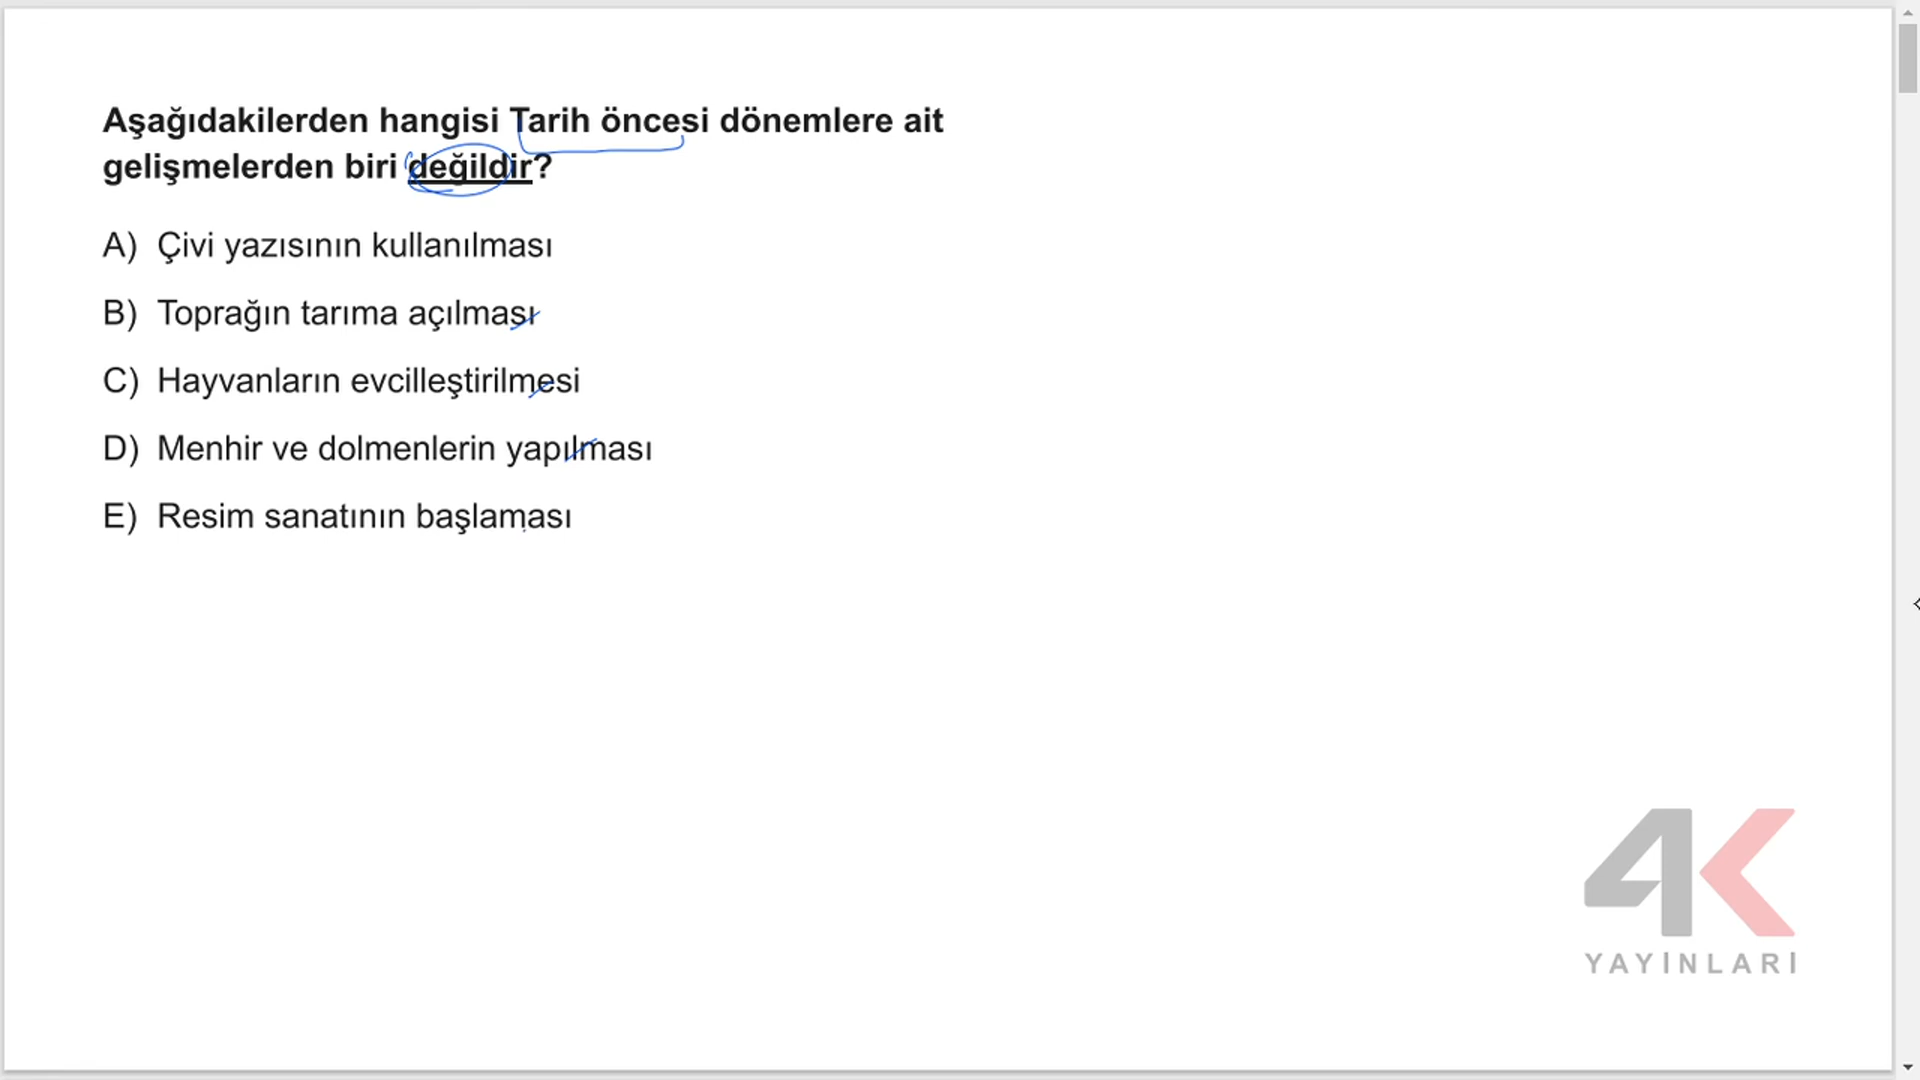 Aşağıdakilerden hangisi Tarih öncesi dönemlere ait
gelişmelerden biri değildir?
A) Çivi yazısının kullanılması
B) Toprağın tarıma açılması
C) Hayvanların evcilleştirilmesi
D) Menhir ve dolmenlerin yapılması
E) Resim sanatının başlaması
4K
YAYINLARI